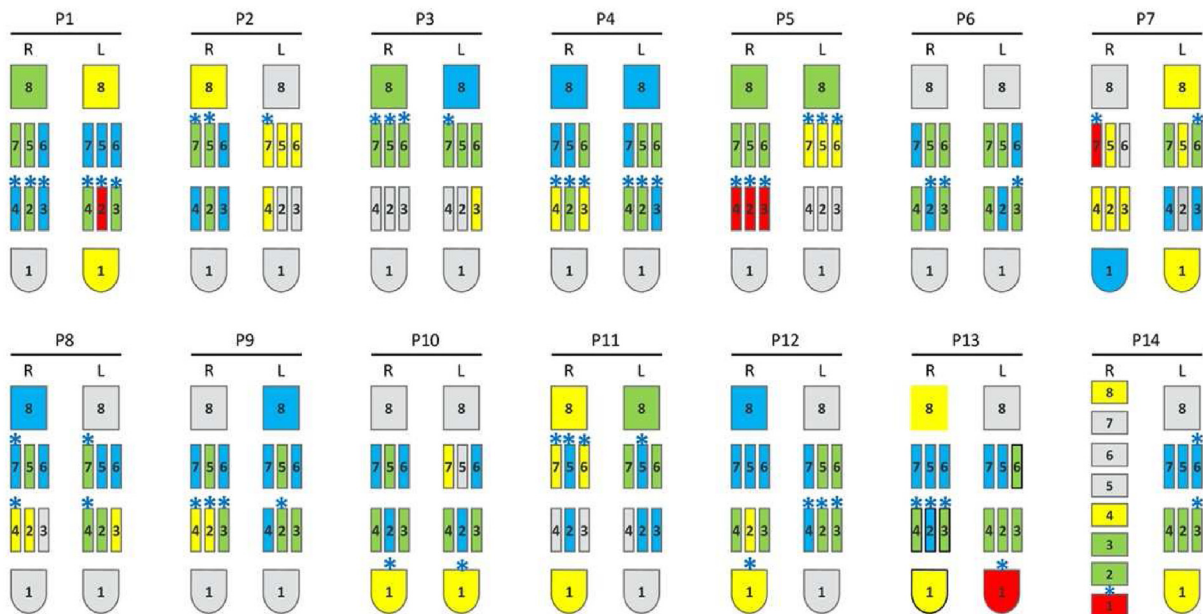 P1 P2 P3 P4 P5 P6 P7
R L R L R L R L R L R L R L
8 8 8 8 8 8 8 8 8 8 8 8 8 8
* * * * * * * * * * * *
7 5 6 7 5 6 7 5 6 7 5 6 7 5 6 7 5 6 7 5 6 7 5 6 7 5 6 7 5 6 7 5 6 7 5 6 7 5 6 7 5 6
* * * * * * * * * * * * * * * * * *
4 2 3 4 2 3 4 2 3 4 2 3 4 2 3 4 2 3 4 2 3 4 2 3 4 2 3 4 2 3 4 2 3 4 2 3 4 2 3 4 2 3
1 1 1 1 1 1 1 1 1 1 1 1 1 1
P8 P9 P10 P11 P12 P13 P14
R L R L R L R L R L R L R L
8
8 8 8 8 8 8 8 8 8 8 8 8 8
7
* * * * * * *
6
7 5 6 7 5 6 7 5 6 7 5 6 7 5 6 7 5 6 7 5 6 7 5 6 7 5 6 7 5 6 7 5 6 7 5 6 7 5 6
5
* * * * * * * * * * * * *
4
4 2 3 4 2 3 4 2 3 4 2 3 4 2 3 4 2 3 4 2 3 4 2 3 4 2 3 4 2 3 4 2 3 4 2 3 4 2 3
3
* * * *
2
*
1 1 1 1 1 1 1 1 1 1 1 1 1
1